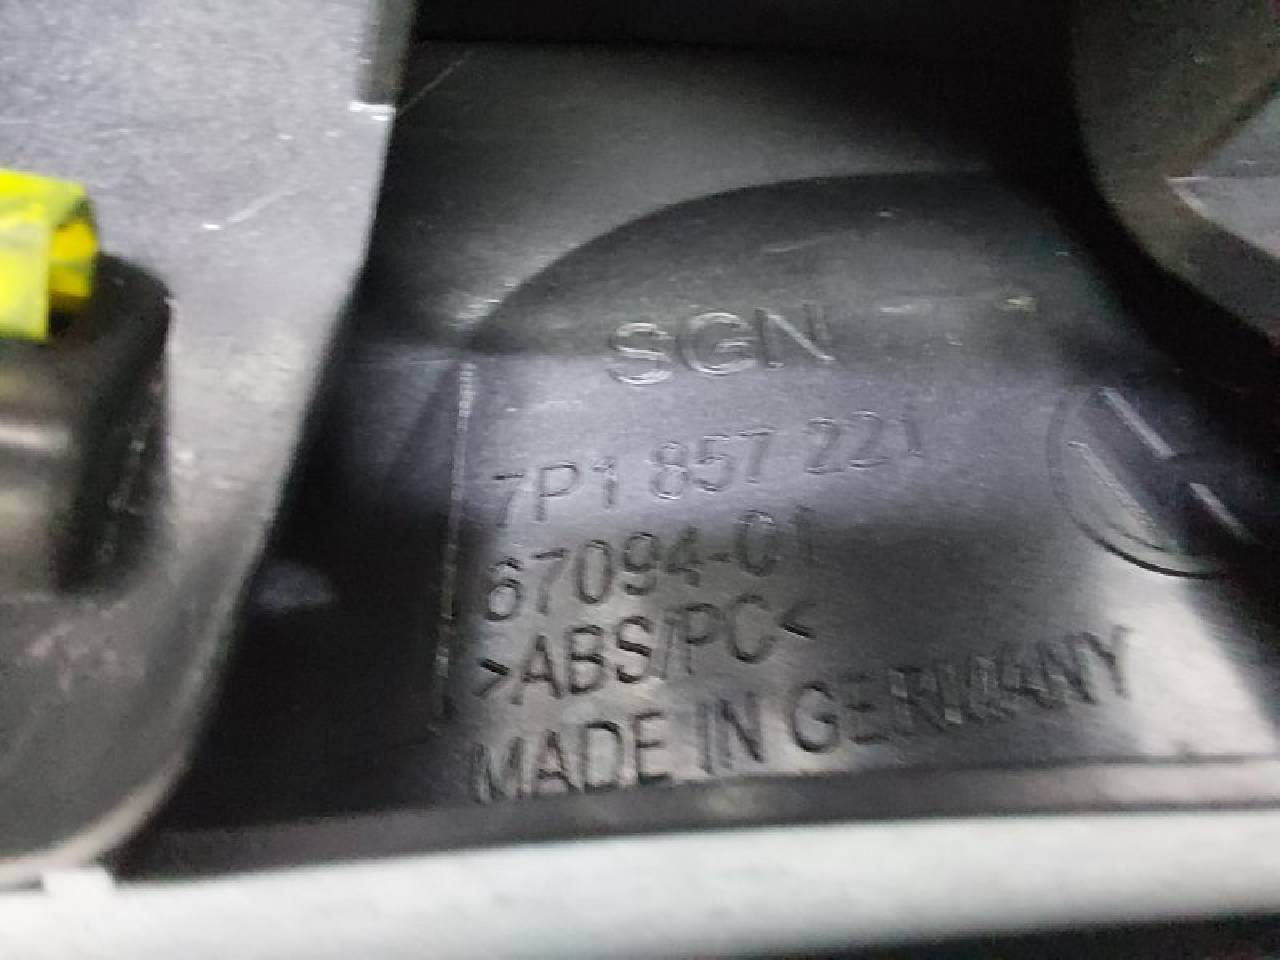 SGN
7P1 857 221
67094-01
>ABS/PC<
MADE IN GERMANY